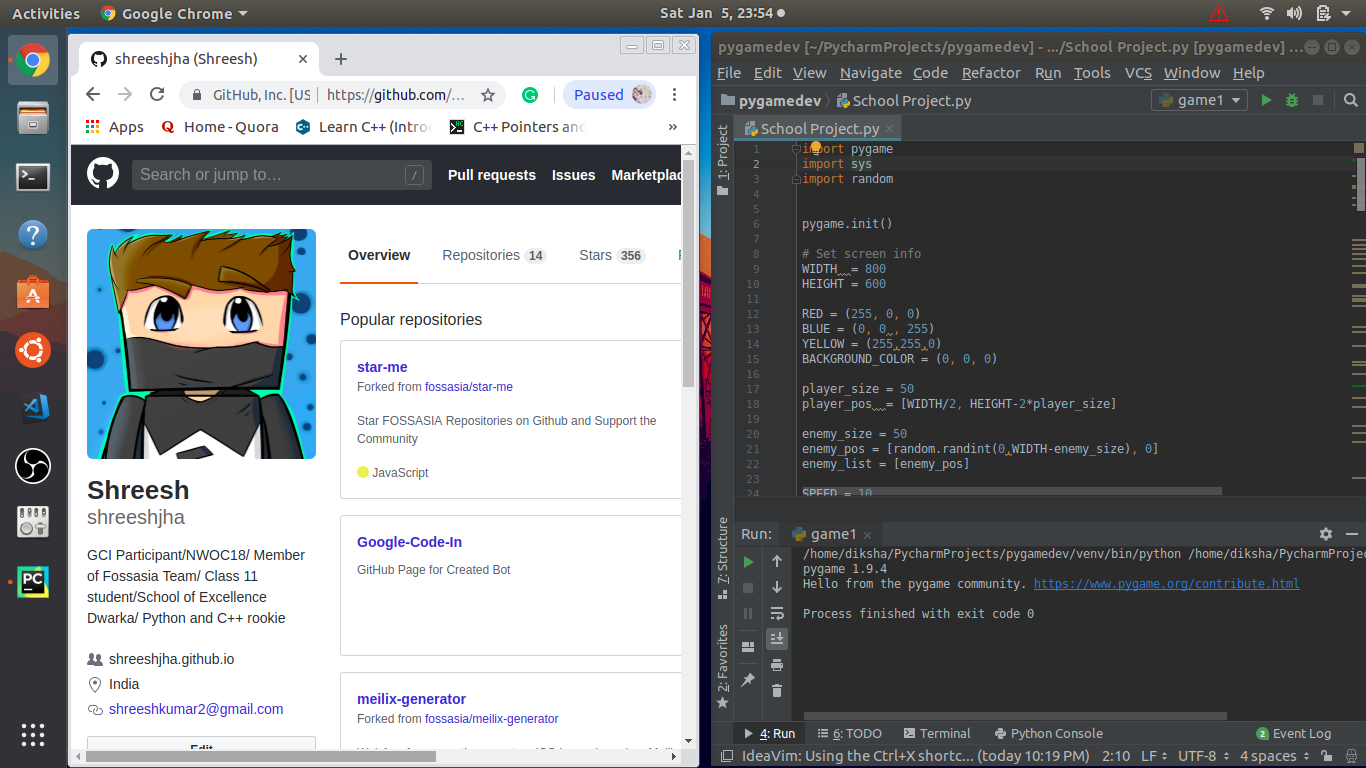 Activities Google Chrome Sat Jan 5, 23:54
shreeshjha (Shreesh)
GitHub, Inc. [US https://github.com/... Paused
Apps Home - Quora Learn C++ (Intro C++ Pointers and »
Search or jump to… / Pull requests Issues Marketplac
Overview Repositories 14 Stars 356
Popular repositories
star-me
Forked from fossasia/star-me
Star FOSSASIA Repositories on Github and Support the
Community
JavaScript
Google-Code-In
GitHub Page for Created Bot
meilix-generator
Forked from fossasia/meilix-generator
Shreesh
shreeshjha
GCI Participant/NWOC18/ Member
of Fossasia Team/ Class 11
student/School of Excellence
Dwarka/ Python and C++ rookie
shreeshjha.github.io
India
shreeshkumar2@gmail.com
Edit
pygamedev [~/PycharmProjects/pygamedev] - .../School Project.py [pygamedev] ...
File Edit View Navigate Code Refactor Run Tools VCS Window Help
pygamedev School Project.py game1
School Project.py
1: Project
1 import pygame
2 import sys
3 import random
4
5
6 pygame.init()
7
8 # Set screen info
9 WIDTH  = 800
10 HEIGHT = 600
11
12 RED = (255, 0, 0)
13 BLUE = (0, 0 , 255)
14 YELLOW = (255,255,0)
15 BACKGROUND_COLOR = (0, 0, 0)
16
17 player_size = 50
18 player_pos  = [WIDTH/2, HEIGHT-2*player_size]
19
20 enemy_size = 50
21 enemy_pos = [random.randint(0,WIDTH-enemy_size), 0]
22 enemy_list = [enemy_pos]
23
24 SPEED = 10
Run: game1
7: Structure
2: Favorites
/home/diksha/PycharmProjects/pygamedev/venv/bin/python /home/diksha/PycharmProjec
pygame 1.9.4
Hello from the pygame community. https://www.pygame.org/contribute.html
Process finished with exit code 0
4: Run 6: TODO Terminal Python Console 2 Event Log
IdeaVim: Using the Ctrl+X shortc... (today 10:19 PM) 2:10 LF UTF-8 4 spaces